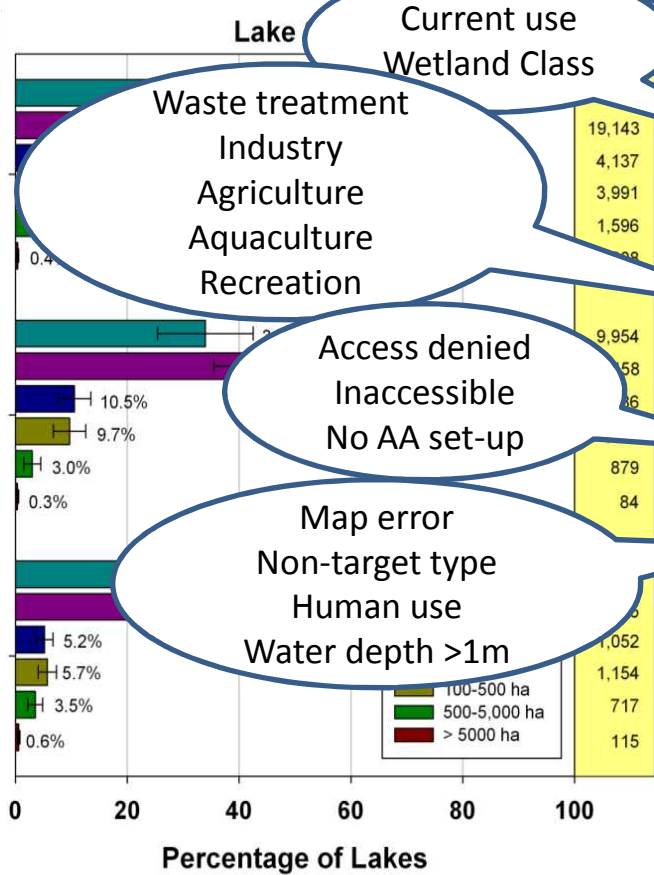 Lake
Current use
Wetland Class
Waste treatment
Industry
Agriculture
Aquaculture
Recreation
19,143
4,137
3,991
1,596
9,954
Access denied
Inaccessible
No AA set-up
10.5%
9.7%
3.0%
879
0.3%
84
Map error
Non-target type
Human use
Water depth >1m
5.2%
1,052
5.7%
100-500 ha
1,154
3.5%
500-5,000 ha
717
0.6%
> 5000 ha
115
0 20 40 60 80 100
Percentage of Lakes